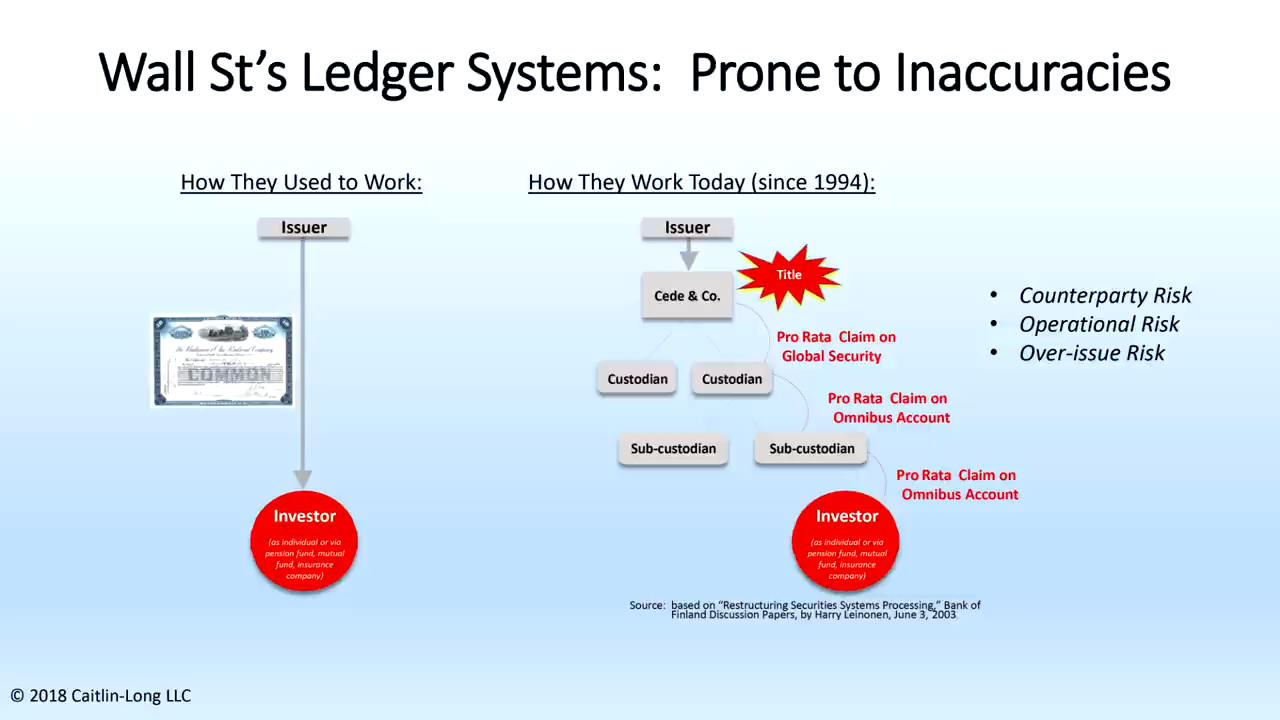 Wall St’s Ledger Systems:  Prone to Inaccuracies
How They Used to Work:
Issuer
COMMON
Investor
(as individual or via
pension fund, mutual
fund, insurance
company)
How They Work Today (since 1994):
Issuer
Cede & Co.
Title
Pro Rata  Claim on
Global Security
Custodian
Custodian
Pro Rata  Claim on
Omnibus Account
Sub-custodian
Sub-custodian
Pro Rata  Claim on
Omnibus Account
Investor
(as individual or via
pension fund, mutual
fund, insurance
company)
• Counterparty Risk
• Operational Risk
• Over-issue Risk
Source:  based on “Restructuring Securities Systems Processing,” Bank of
Finland Discussion Papers, by Harry Leinonen, June 3, 2003.
© 2018 Caitlin-Long LLC